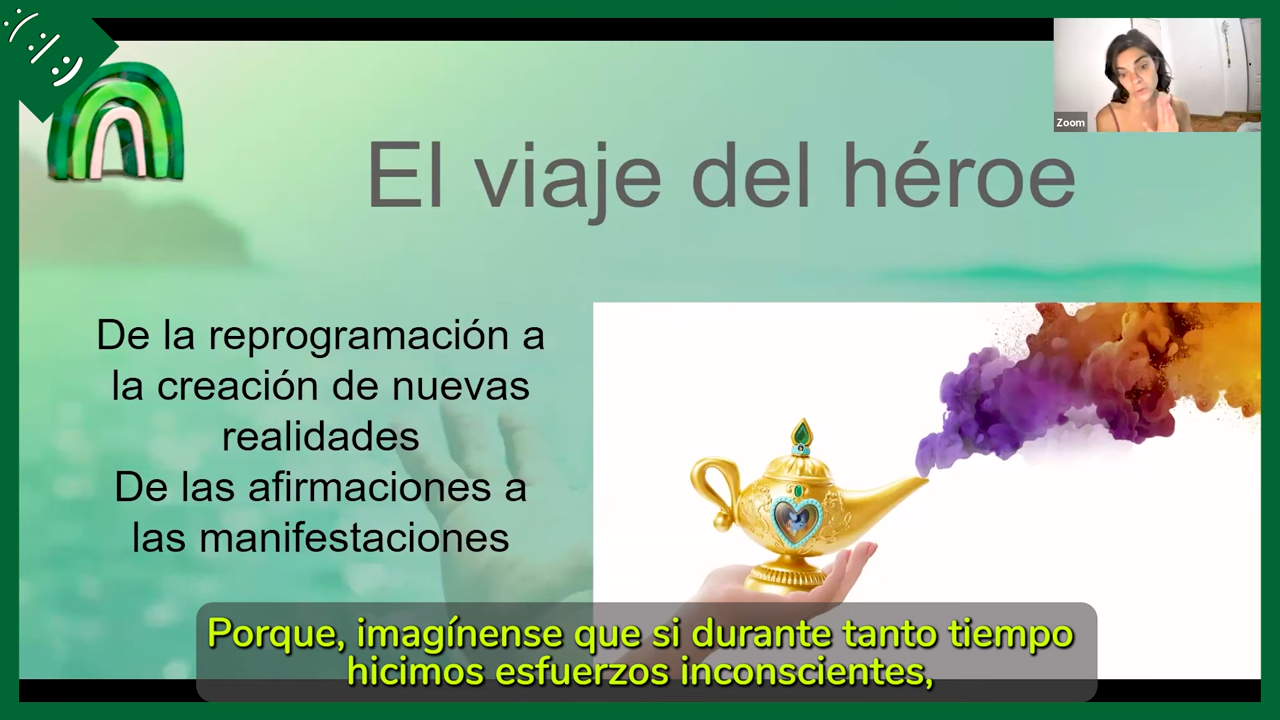 Zoom
El viaje del héroe
De la reprogramación a
la creación de nuevas
realidades
De las afirmaciones a
las manifestaciones
Porque, imagínense que si durante tanto tiempo
hicimos esfuerzos inconscientes,